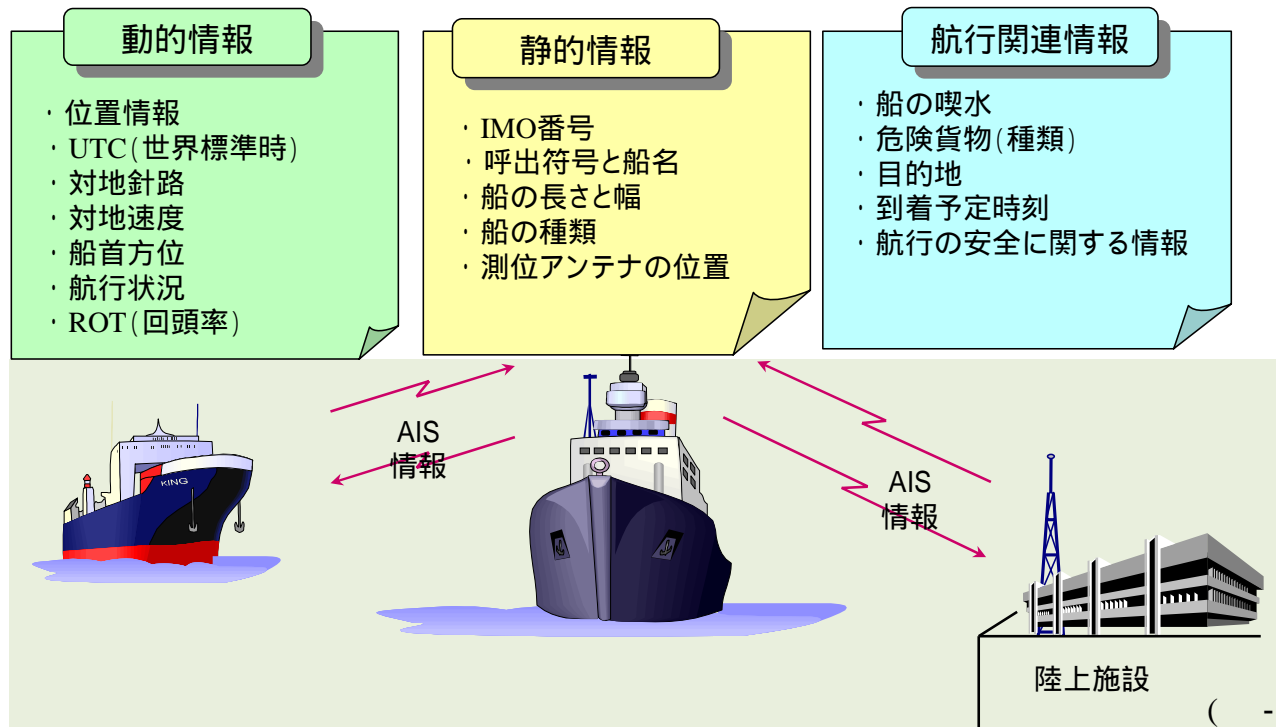 動的情報
・位置情報
・UTC(世界標準時)
・対地針路
・対地速度
・船首方位
・航行状況
・ROT(回頭率)
静的情報
・IMO番号
・呼出符号と船名
・船の長さと幅
・船の種類
・測位アンテナの位置
航行関連情報
・船の喫水
・危険貨物(種類)
・目的地
・到着予定時刻
・航行の安全に関する情報
AIS
情報
KING
AIS
情報
陸上施設
( -